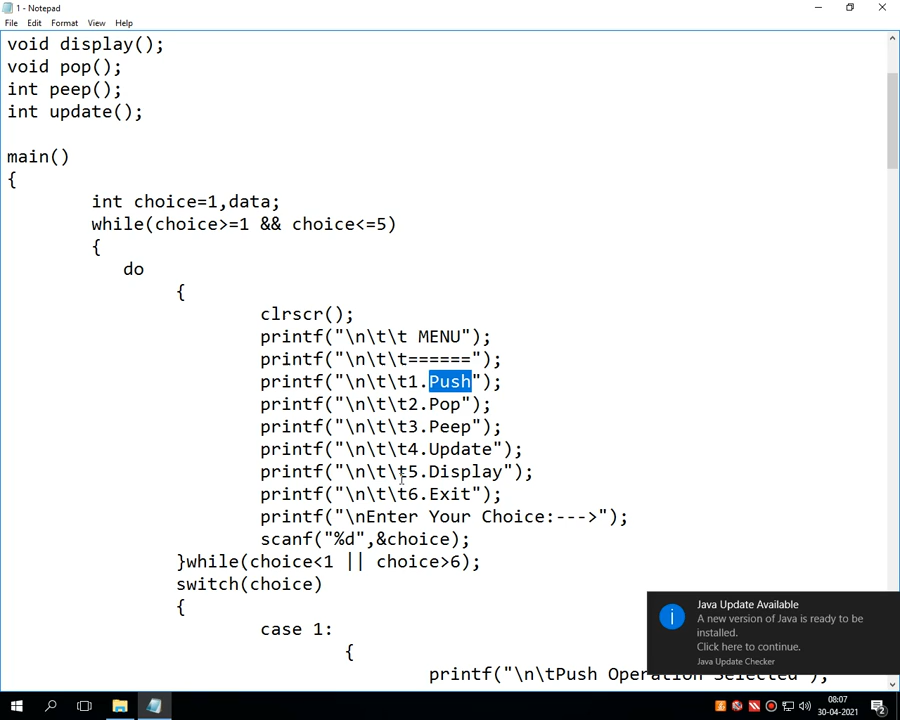 1 - Notepad
File Edit Format View Help
void display();
void pop();
int peep();
int update();
main()
{
int choice=1,data;
while(choice>=1 && choice<=5)
{
do
{
clrscr();
printf("\n\t\t MENU");
printf("\n\t\t======");
printf("\n\t\t1.Push");
printf("\n\t\t2.Pop");
printf("\n\t\t3.Peep");
printf("\n\t\t4.Update");
printf("\n\t\t5.Display");
printf("\n\t\t6.Exit");
printf("\nEnter Your Choice:--->");
scanf("%d",&choice);
}while(choice<1 || choice>6);
switch(choice)
{
case 1:
{
printf("\n\tPush Operation Selected");
Java Update Available
A new version of Java is ready to be
installed.
Click here to continue.
Java Update Checker
08:07
30-04-2021
2